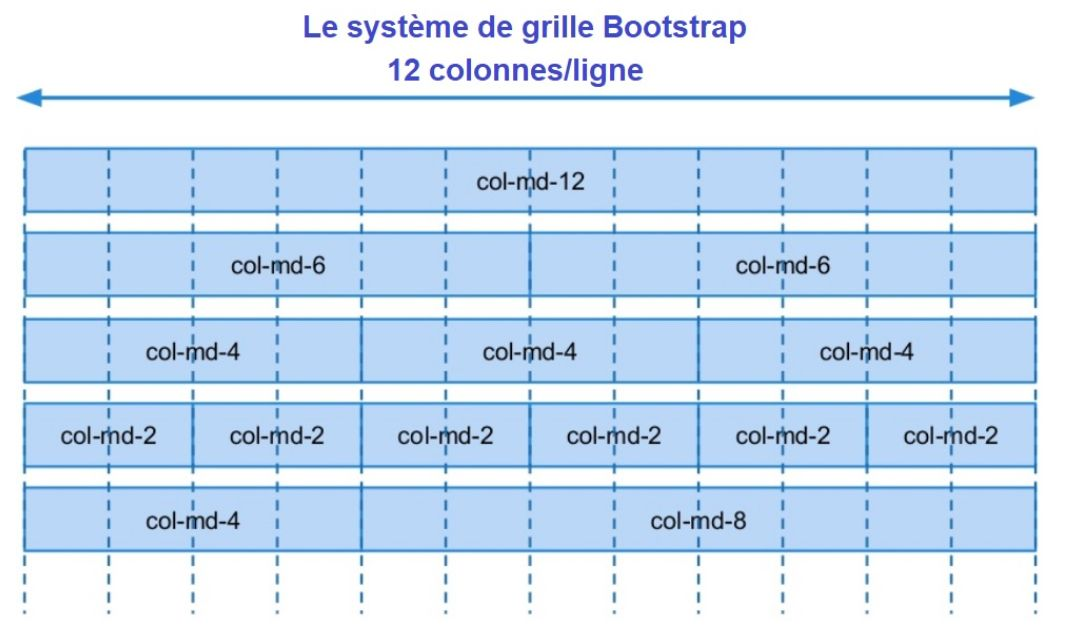 Le système de grille Bootstrap
12 colonnes/ligne
col-md-12
col-md-6 col-md-6
col-md-4 col-md-4 col-md-4
col-md-2 col-md-2 col-md-2 col-md-2 col-md-2 col-md-2
col-md-4 col-md-8